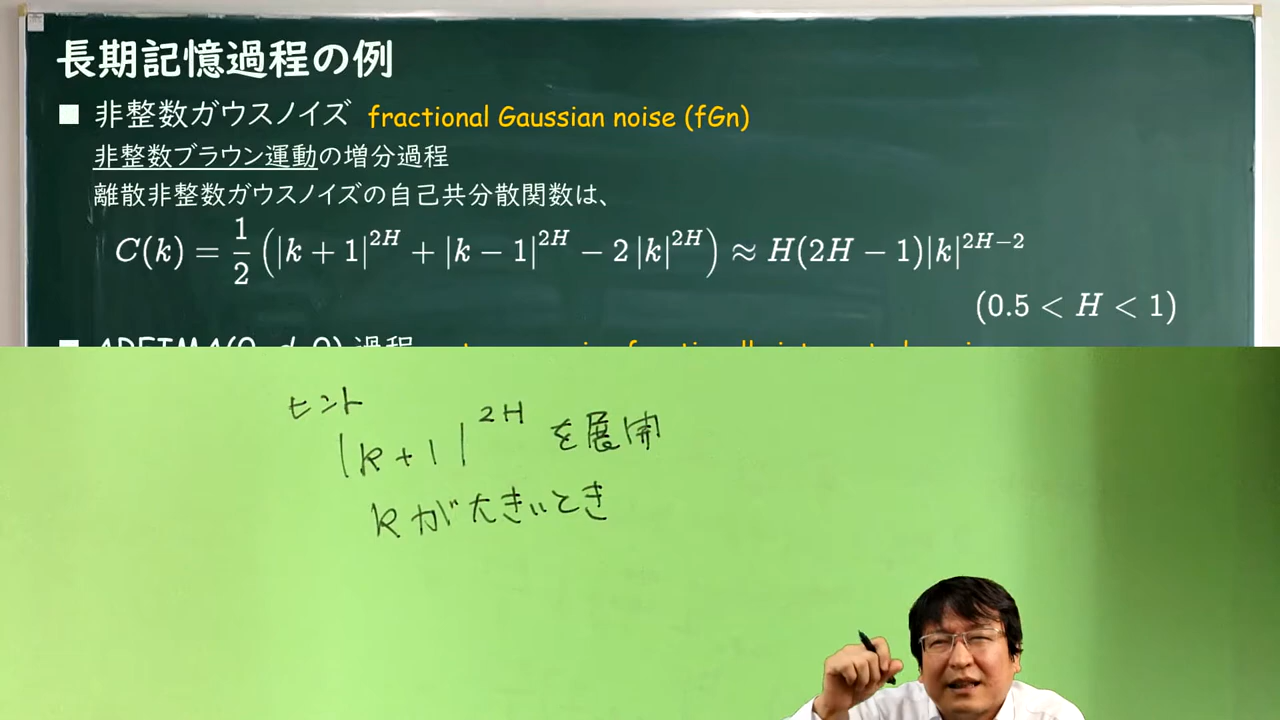 長期記憶過程の例
■ 非整数ガウスノイズ fractional Gaussian noise (fGn)
非整数ブラウン運動の増分過程
離散非整数ガウスノイズの自己共分散関数は、
C(k) = \frac{1}{2} (|k + 1|^{2H} + |k − 1|^{2H} − 2 |k|^{2H}) ≈ H(2H − 1)|k|^{2H−2}
(0.5 < H < 1)
過程
ヒント
|k+1|^{2H} を展開
kが大きいとき